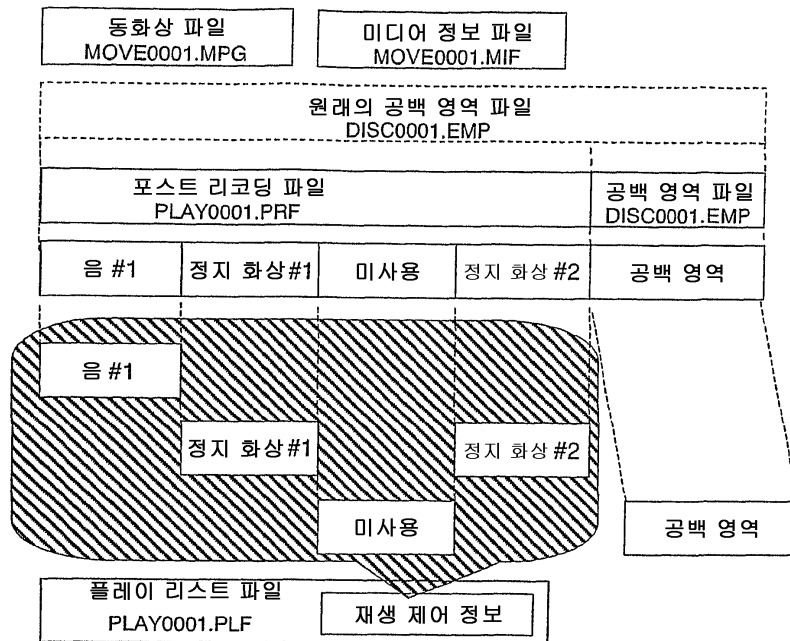 동화상 파일
MOVE0001.MPG
미디어 정보 파일
MOVE0001.MIF
원래의 공백 영역 파일
DISC0001.EMP
포스트 리코딩 파일
PLAY0001.PRF
공백 영역 파일
DISC0001.EMP
음 #1
정지 화상#1
미사용
정지 화상 #2
공백 영역
음 #1
정지 화상#1
정지 화상#2
미사용
공백 영역
플레이 리스트 파일
PLAY0001.PLF
재생 제어 정보